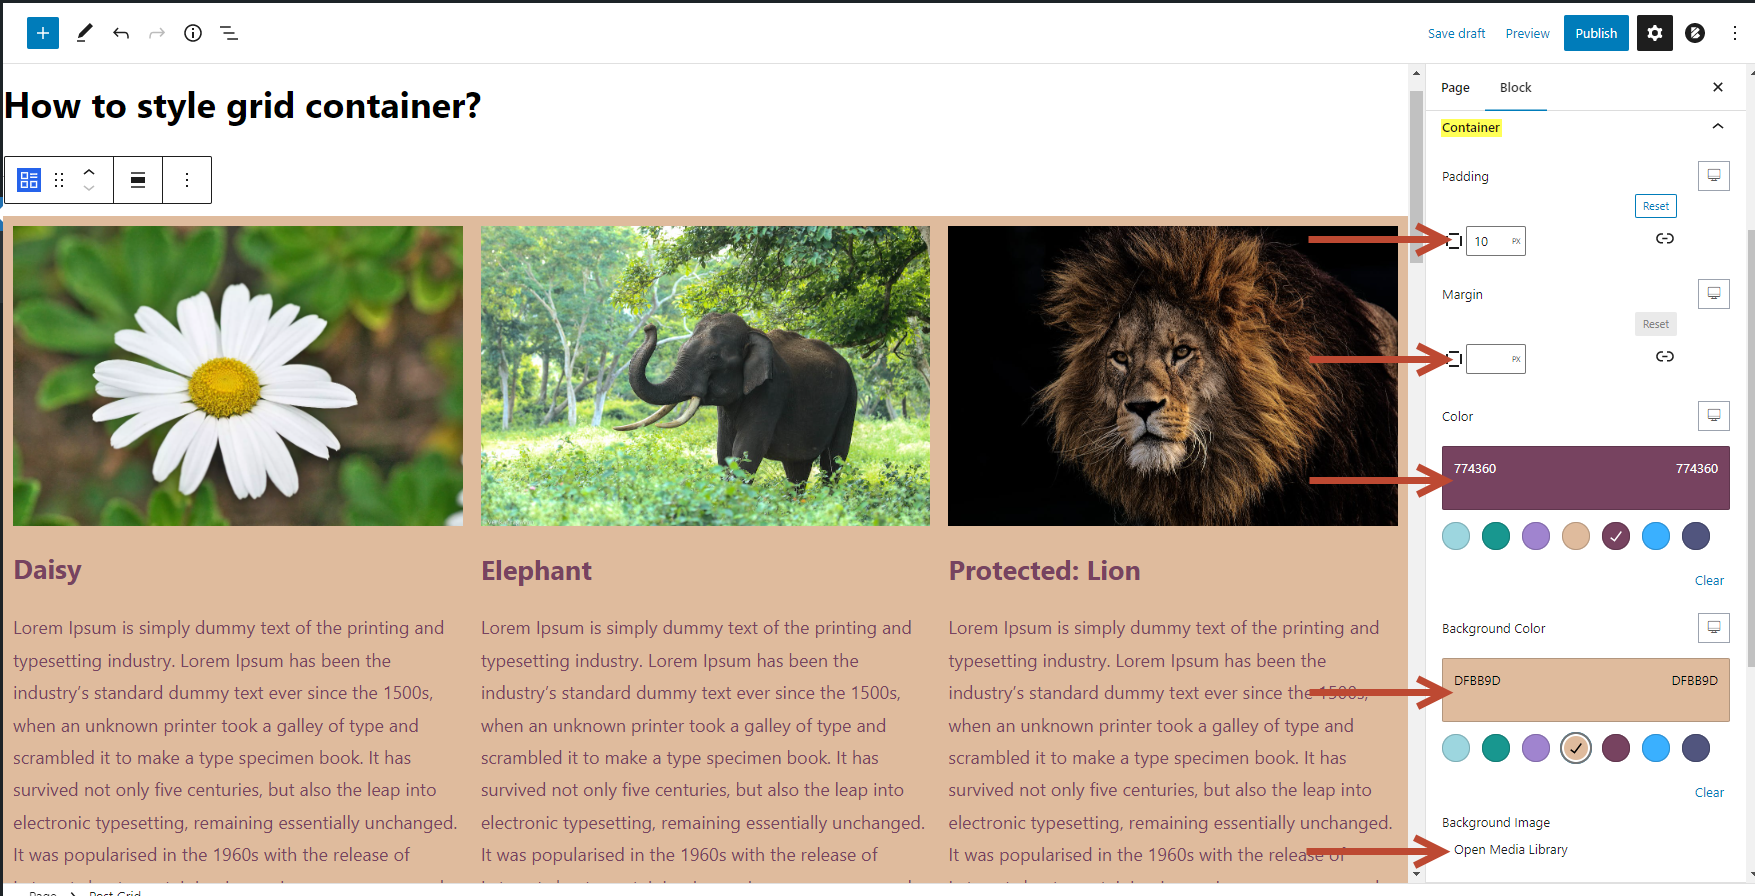 Save draft
Preview
Publish
How to style grid container?
Page
Block
Container
Padding
Reset
10
PX
Margin
Reset
PX
Color
774360
774360
Clear
Background Color
DFBB9D
DFBB9D
Clear
Background Image
Open Media Library
Daisy
Lorem Ipsum is simply dummy text of the printing and
typesetting industry. Lorem Ipsum has been the
industry’s standard dummy text ever since the 1500s,
when an unknown printer took a galley of type and
scrambled it to make a type specimen book. It has
survived not only five centuries, but also the leap into
electronic typesetting, remaining essentially unchanged.
It was popularised in the 1960s with the release of
Elephant
Lorem Ipsum is simply dummy text of the printing and
typesetting industry. Lorem Ipsum has been the
industry’s standard dummy text ever since the 1500s,
when an unknown printer took a galley of type and
scrambled it to make a type specimen book. It has
survived not only five centuries, but also the leap into
electronic typesetting, remaining essentially unchanged.
It was popularised in the 1960s with the release of
Protected: Lion
Lorem Ipsum is simply dummy text of the printing and
typesetting industry. Lorem Ipsum has been the
industry’s standard dummy text ever since the 1500s,
when an unknown printer took a galley of type and
scrambled it to make a type specimen book. It has
survived not only five centuries, but also the leap into
electronic typesetting, remaining essentially unchanged.
It was popularised in the 1960s with the release of
Page
Post Grid